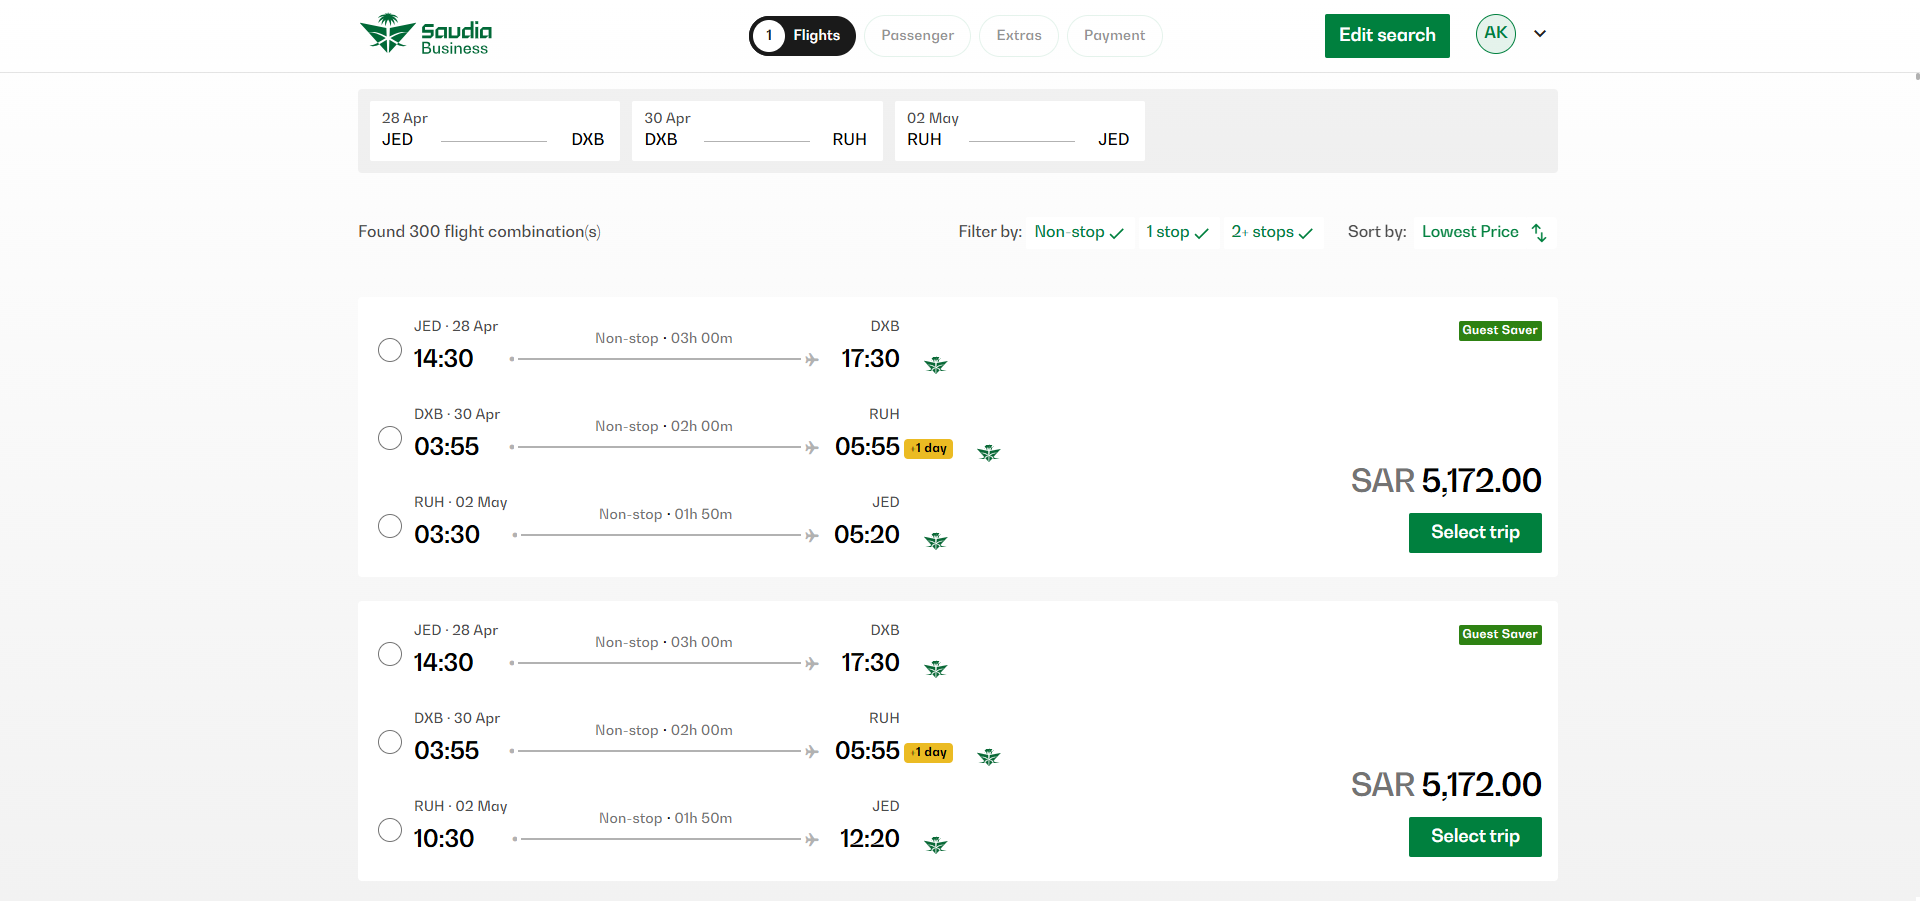 Saudia
Business
1 Flights
Passenger
Extras
Payment
Edit search
AK
28 Apr
JED DXB
30 Apr
DXB RUH
02 May
RUH JED
Found 300 flight combination(s)
Filter by: Non-stop 1 stop 2+ stops Sort by: Lowest Price
JED · 28 Apr
Non-stop · 03h 00m
DXB
14:30
17:30
Guest Saver
DXB · 30 Apr
Non-stop · 02h 00m
RUH
03:55
05:55 +1 day
RUH · 02 May
Non-stop · 01h 50m
JED
03:30
05:20
SAR 5,172.00
Select trip
JED · 28 Apr
Non-stop · 03h 00m
DXB
14:30
17:30
Guest Saver
DXB · 30 Apr
Non-stop · 02h 00m
RUH
03:55
05:55 +1 day
RUH · 02 May
Non-stop · 01h 50m
JED
10:30
12:20
SAR 5,172.00
Select trip